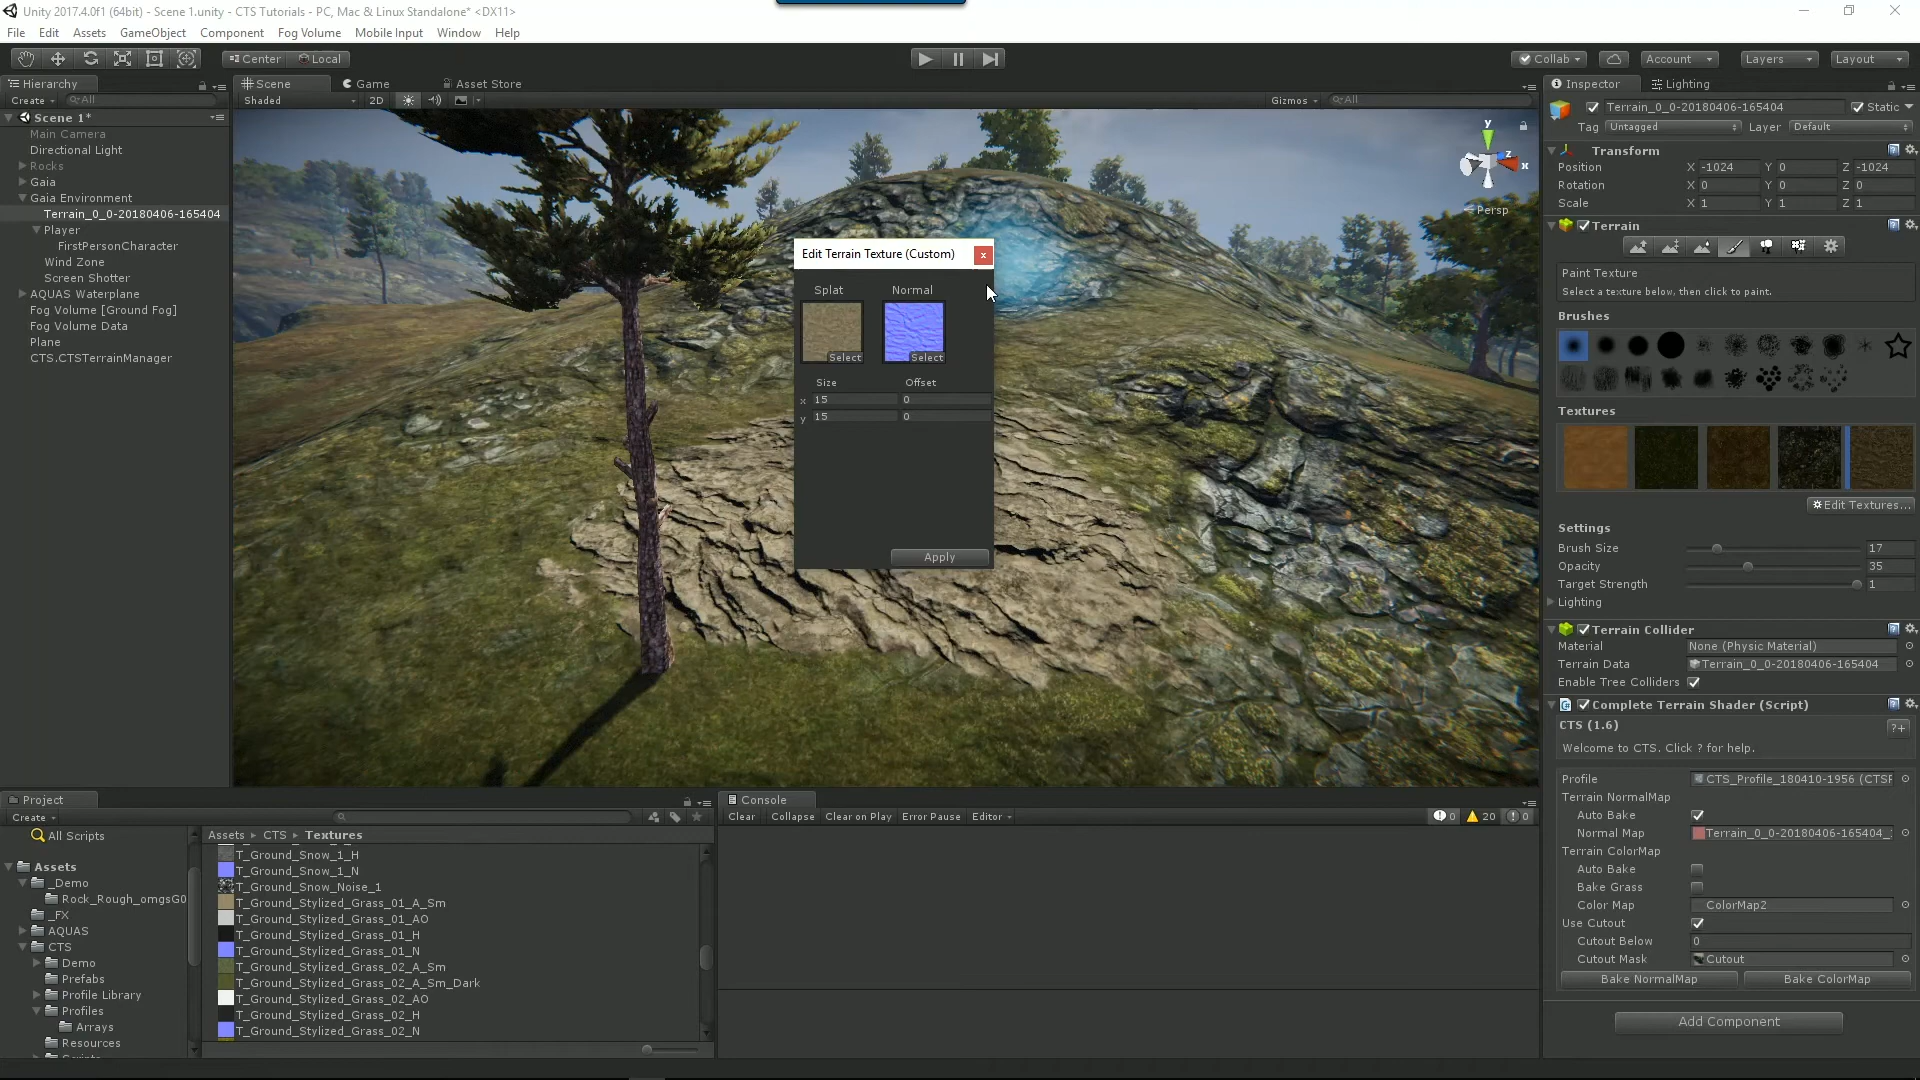 Unity 2017.4.0f1 (64bit) - Scene 1.unity - CTS Tutorials - PC, Mac & Linux Standalone* <DX11>
File Edit Assets GameObject Component Fog Volume Mobile Input Window Help
Center Local Collab Account Layers Layout
Hierarchy
Create All
Scene 1*
Main Camera
Directional Light
Rocks
Gaia
Gaia Environment
Terrain_0_0-20180406-165404
Player
FirstPersonCharacter
Wind Zone
Screen Shotter
AQUAS Waterplane
Fog Volume [Ground Fog]
Fog Volume Data
Plane
CTS.CTSTerrainManager
Scene Game Asset Store
Shaded 2D Gizmos All
y
z
x
Persp
Edit Terrain Texture (Custom) x
Splat Normal
Select Select
Size Offset
x 15 0
y 15 0
Apply
Inspector Lighting
Terrain_0_0-20180406-165404 Static
Tag Untagged Layer Default
Transform
Position X -1024 Y 0 Z -1024
Rotation X 0 Y 0 Z 0
Scale X 1 Y 1 Z 1
Terrain
Paint Texture
Select a texture below, then click to paint.
Brushes
Textures
Edit Textures...
Settings
Brush Size 17
Opacity 35
Target Strength 1
Lighting
Terrain Collider
Material None (Physic Material)
Terrain Data Terrain_0_0-20180406-165404
Enable Tree Colliders
Complete Terrain Shader (Script)
CTS (1.6) ?+
Welcome to CTS. Click ? for help.
Profile CTS_Profile_180410-1956 (CTSF
Terrain NormalMap
Auto Bake
Normal Map Terrain_0_0-20180406-165404_
Terrain ColorMap
Auto Bake
Bake Grass
Color Map ColorMap2
Use Cutout
Cutout Below 0
Cutout Mask Cutout
Bake NormalMap Bake ColorMap
Add Component
Project
Create
All Scripts
Assets
_Demo
Rock_Rough_omgsG0
_FX
AQUAS
CTS
Demo
Prefabs
Profile Library
Profiles
Arrays
Resources
Assets CTS Textures
T_Ground_Snow_1_H
T_Ground_Snow_1_N
T_Ground_Snow_Noise_1
T_Ground_Stylized_Grass_01_A_Sm
T_Ground_Stylized_Grass_01_AO
T_Ground_Stylized_Grass_01_H
T_Ground_Stylized_Grass_01_N
T_Ground_Stylized_Grass_02_A_Sm
T_Ground_Stylized_Grass_02_A_Sm_Dark
T_Ground_Stylized_Grass_02_AO
T_Ground_Stylized_Grass_02_H
T_Ground_Stylized_Grass_02_N
Console
Clear Collapse Clear on Play Error Pause Editor 0 20 0